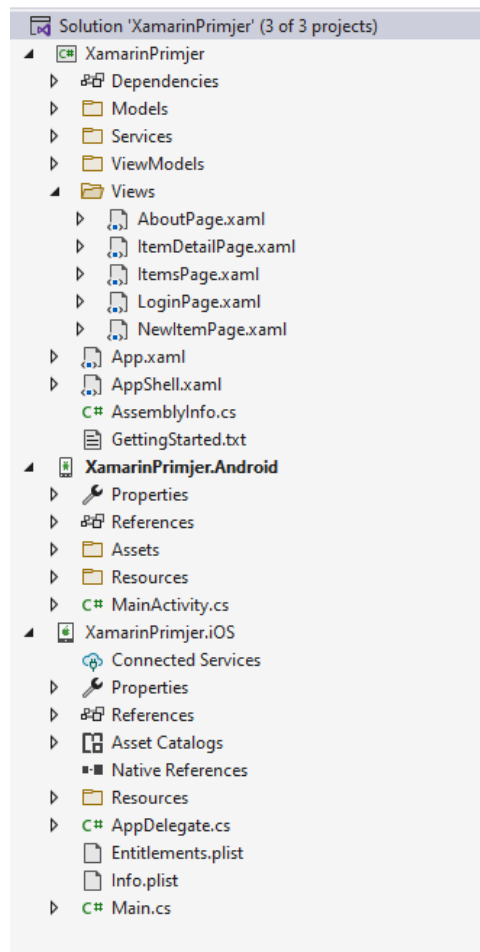 Solution 'XamarinPrimjer' (3 of 3 projects)
C# XamarinPrimjer
Dependencies
Models
Services
ViewModels
Views
AboutPage.xaml
ItemDetailPage.xaml
ItemsPage.xaml
LoginPage.xaml
NewItemPage.xaml
App.xaml
AppShell.xaml
C# AssemblyInfo.cs
GettingStarted.txt
XamarinPrimjer.Android
Properties
References
Assets
Resources
C# MainActivity.cs
XamarinPrimjer.iOS
Connected Services
Properties
References
Asset Catalogs
Native References
Resources
C# AppDelegate.cs
Entitlements.plist
Info.plist
C# Main.cs